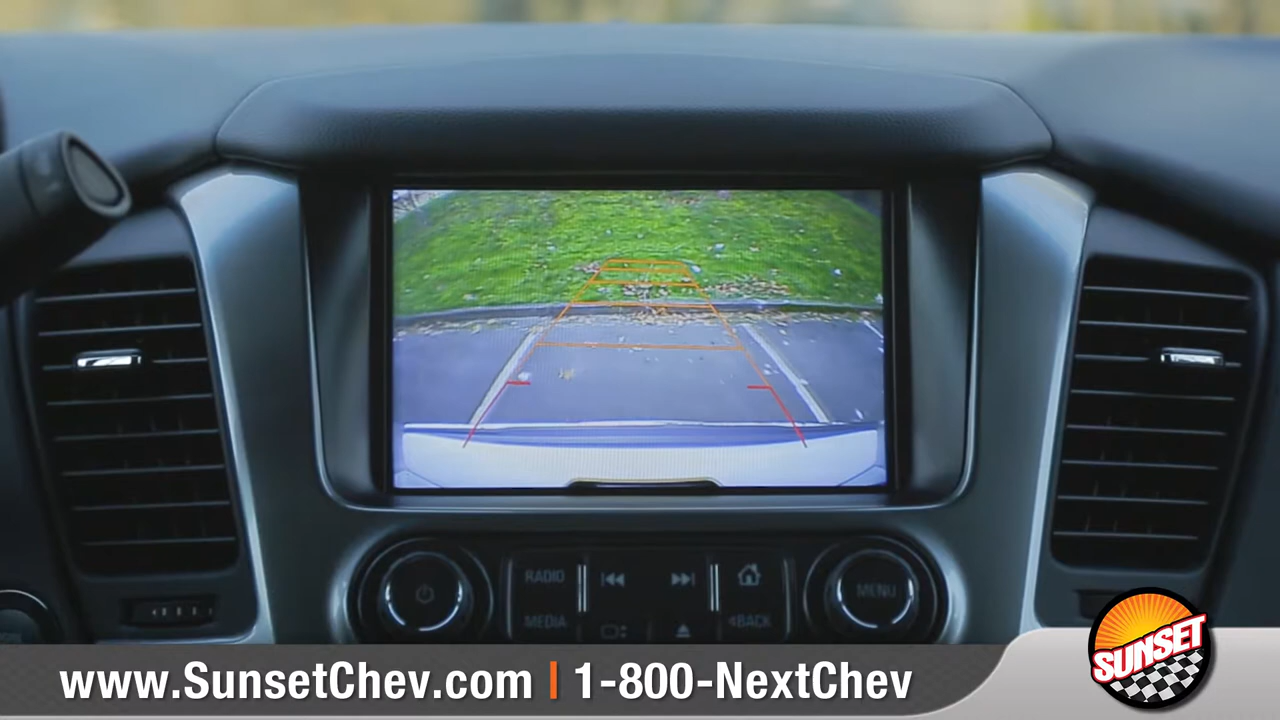 RADIO
MENU
MEDIA
<BACK
www.SunsetChev.com | 1-800-NextChev
SUNSET